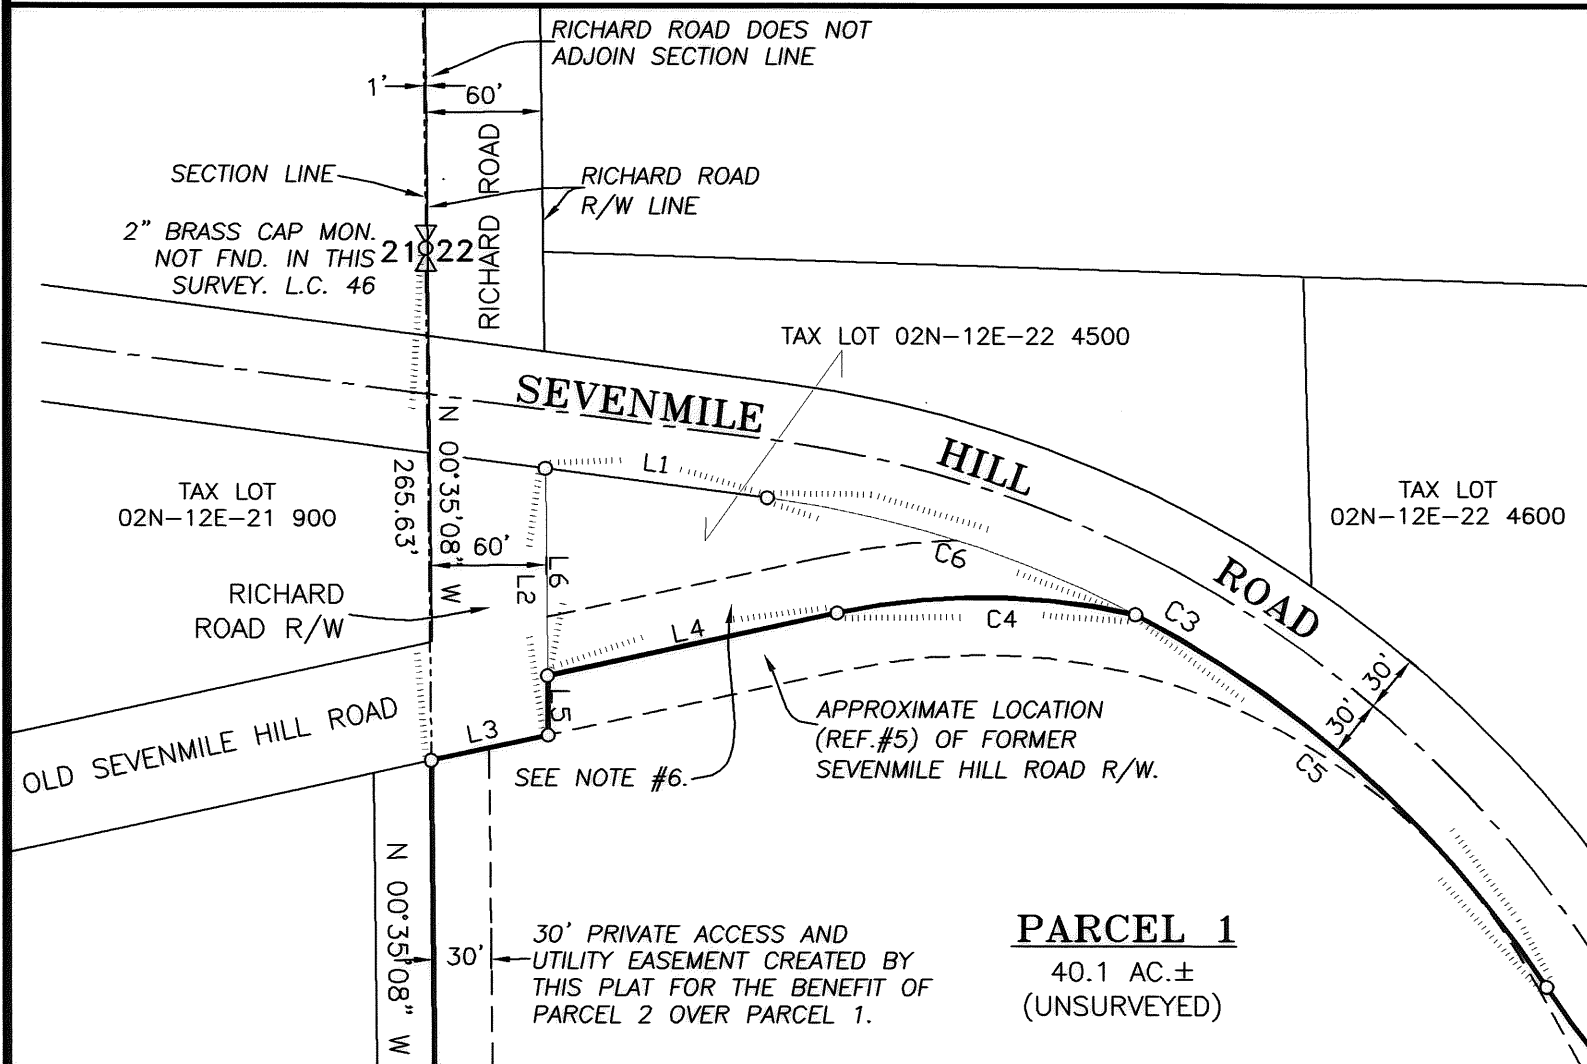 RICHARD ROAD DOES NOT
ADJOIN SECTION LINE
1'
60'
RICHARD ROAD
SECTION LINE
RICHARD ROAD
R/W LINE
2" BRASS CAP MON.
NOT FND. IN THIS
SURVEY. L.C. 46
21 22
RICHARD ROAD
TAX LOT 02N-12E-22 4500
SEVENMILE HILL ROAD
N 00°35'08" W
265.63'
L1
TAX LOT
02N-12E-21 900
TAX LOT
02N-12E-22 4600
60'
L6
L2
C6
RICHARD
ROAD R/W
L4
C4
C3
30'
30'
L5
L3
OLD SEVENMILE HILL ROAD
APPROXIMATE LOCATION
(REF.#5) OF FORMER
SEVENMILE HILL ROAD R/W.
SEE NOTE #6.
C5
N 00°35'08" W
30'
30' PRIVATE ACCESS AND
UTILITY EASEMENT CREATED BY
THIS PLAT FOR THE BENEFIT OF
PARCEL 2 OVER PARCEL 1.
PARCEL 1
40.1 AC.±
(UNSURVEYED)